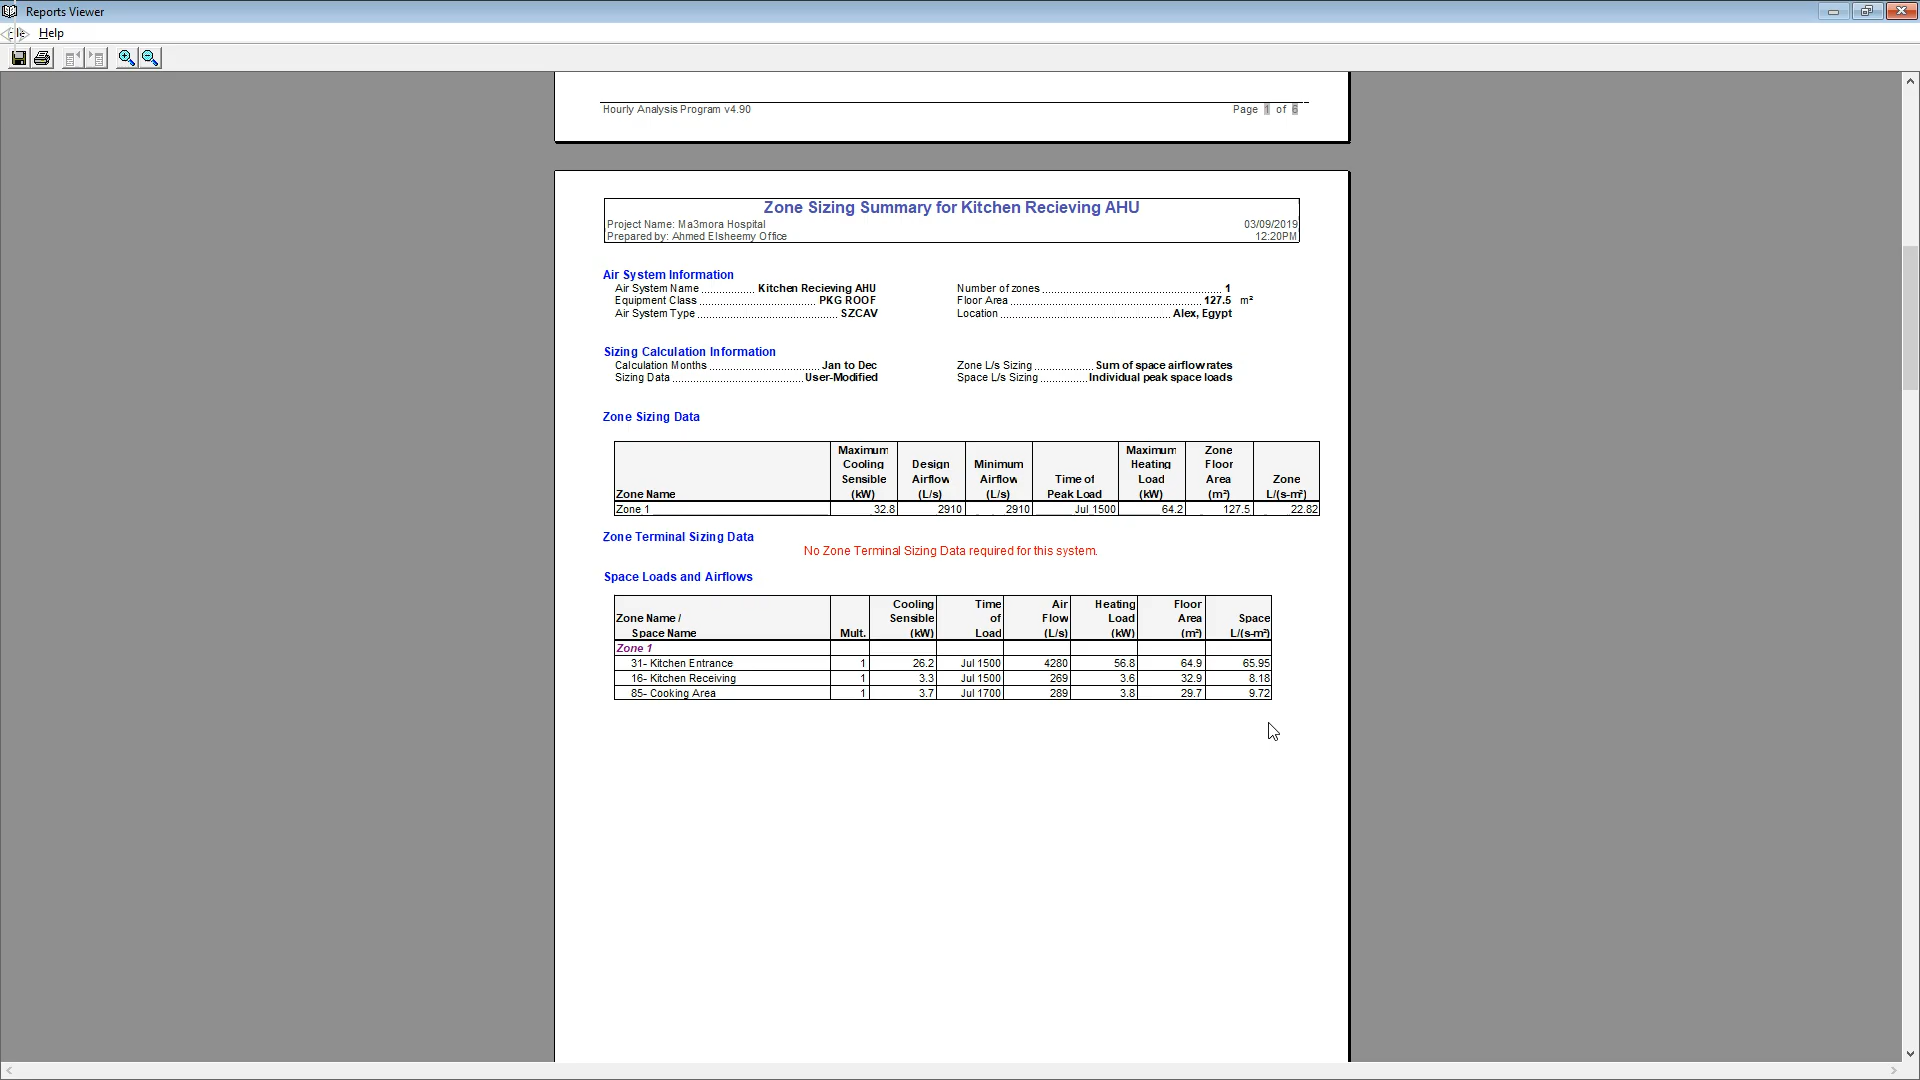 Reports Viewer
Help
Hourly Analysis Program v4.90 Page 1 of 6
Zone Sizing Summary for Kitchen Recieving AHU
Project Name: Ma3mora Hospital 03/09/2019
Prepared by: Ahmed Elsheemy Office 12:20PM
Air System Information
Air System Name Kitchen Recieving AHU Number of zones 1
Equipment Class PKG ROOF Floor Area 127.5 m²
Air System Type SZCAV Location Alex, Egypt
Sizing Calculation Information
Calculation Months Jan to Dec Zone L/s Sizing Sum of space airflow rates
Sizing Data User-Modified Space L/s Sizing Individual peak space loads
Zone Sizing Data
Maximum Maximum Zone
Cooling Design Minimum Heating Floor
Sensible Airflow Airflow Time of Load Area Zone
Zone Name (kW) (L/s) (L/s) Peak Load (kW) (m²) L/(s-m²)
Zone 1 32.8 2910 2910 Jul 1500 64.2 127.5 22.82
Zone Terminal Sizing Data
No Zone Terminal Sizing Data required for this system.
Space Loads and Airflows
Cooling Time Air Heating Floor
Zone Name / Sensible of Flow Load Area Space
Space Name Mult. (kW) Load (L/s) (kW) (m²) L/(s-m²)
Zone 1
31- Kitchen Entrance 1 26.2 Jul 1500 4280 56.8 64.9 65.95
16- Kitchen Receiving 1 3.3 Jul 1500 269 3.6 32.9 8.18
85- Cooking Area 1 3.7 Jul 1700 289 3.8 29.7 9.72